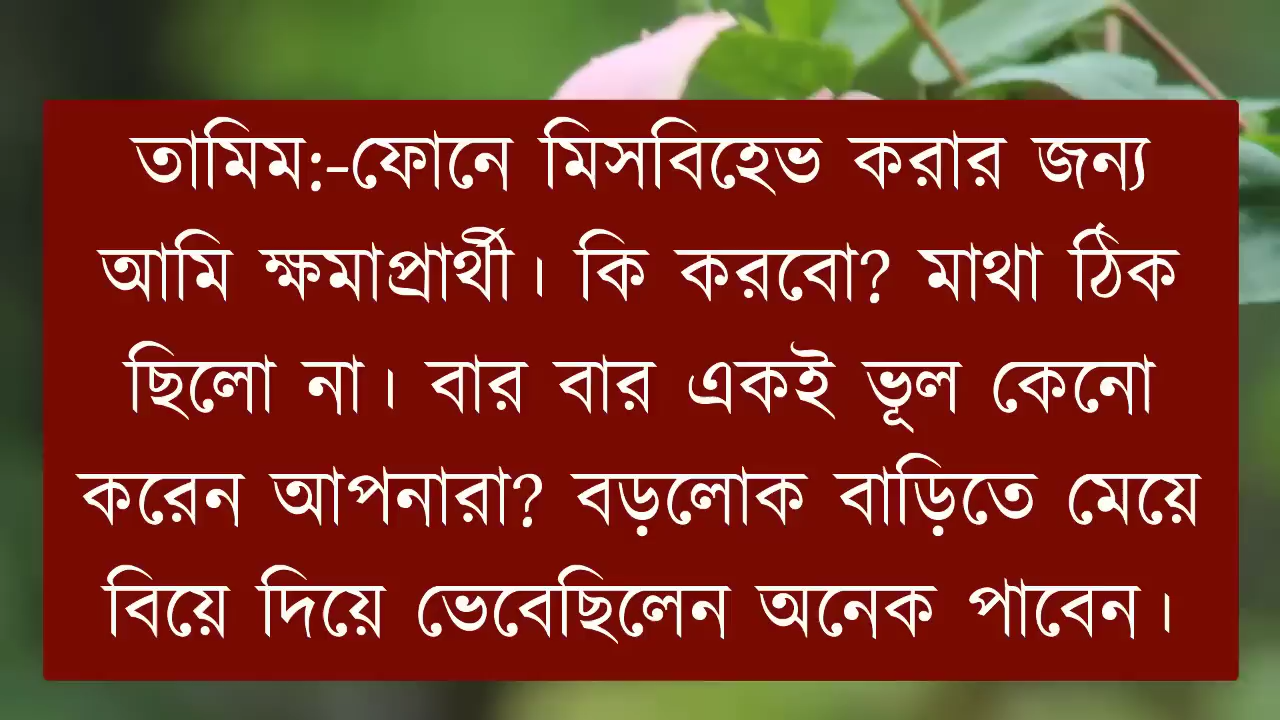 তামিম:-ফোনে মিসবিহেভ করার জন্য
আমি ক্ষমাপ্রার্থী। কি করবো? মাথা ঠিক
ছিলো না। বার বার একই ভূল কেনো
করেন আপনারা? বড়লোক বাড়িতে মেয়ে
বিয়ে দিয়ে ভেবেছিলেন অনেক পাবেন।